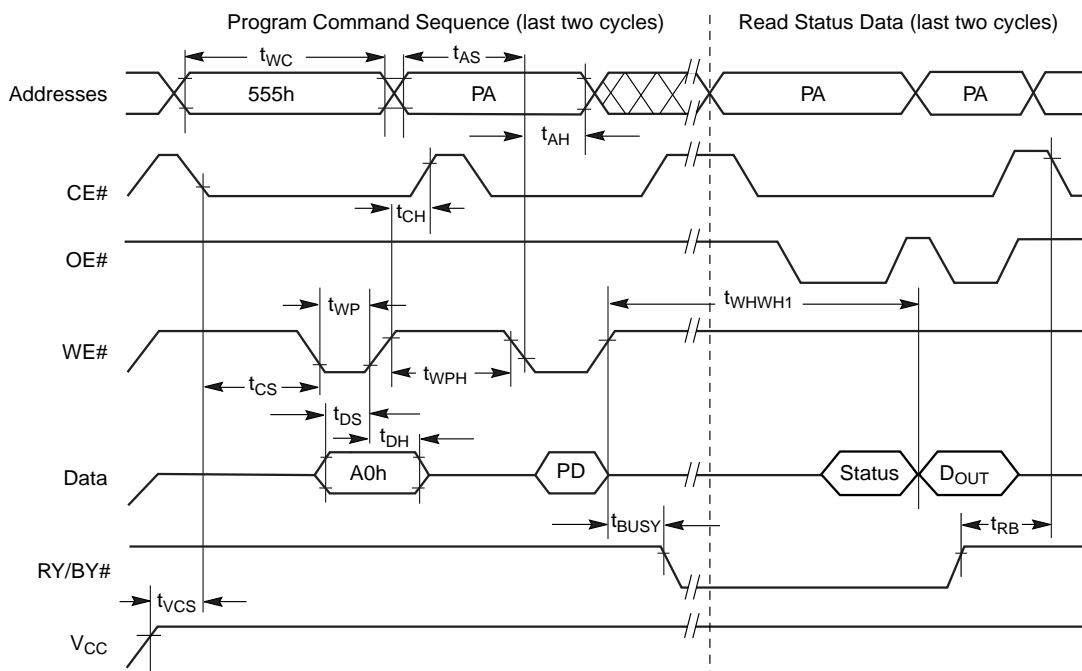 Program Command Sequence (last two cycles)
Read Status Data (last two cycles)
tWC
tAS
Addresses
555h
PA
PA
PA
tAH
CE#
tCH
OE#
tWP
tWHWH1
WE#
tCS
tWPH
tDS
tDH
Data
A0h
PD
Status
DOUT
tBUSY
tRB
RY/BY#
tVCS
VCC